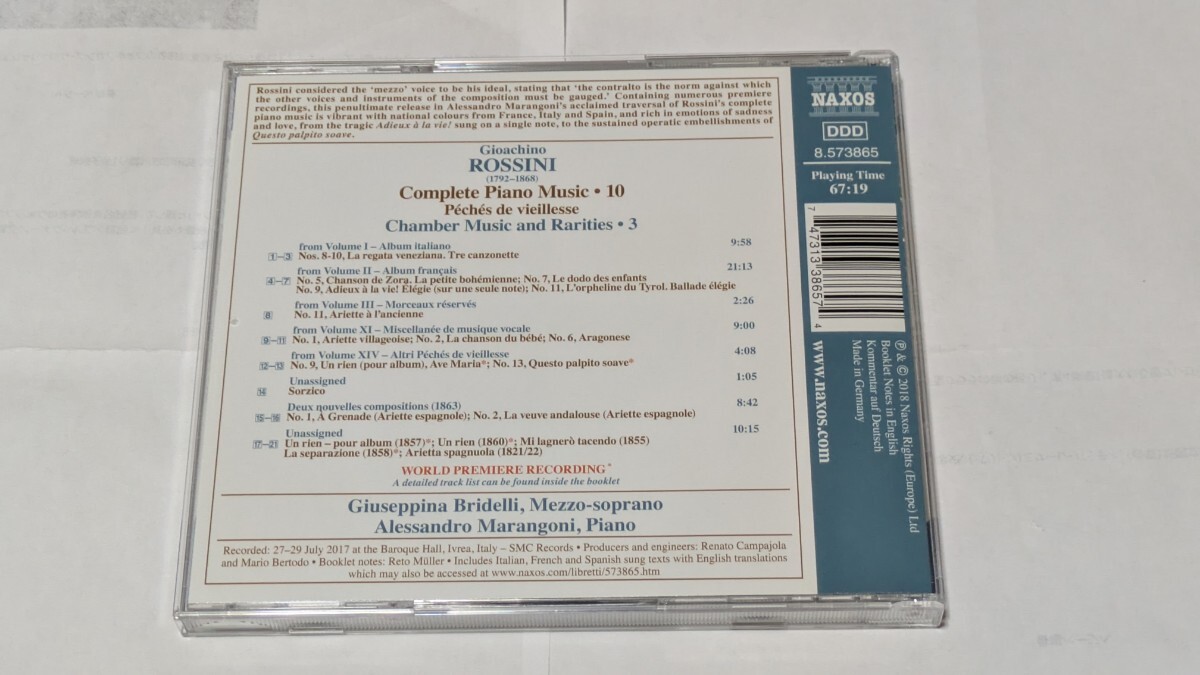 Rossini considered the ‘mezzo’ voice to be his ideal, stating that ‘the contralto is the norm against which
the other voices and instruments of the composition must be gauged.’ Containing numerous premiere
recordings, this penultimate release in Alessandro Marangoni’s acclaimed traversal of Rossini’s complete
piano music is vibrant with national colours from France, Italy and Spain, and rich in emotions of sadness
and love, from the tragic Adieux à la vie! sung on a single note, to the sustained operatic embellishments of
Questo palpito soave.
Gioachino
ROSSINI
(1792–1868)
Complete Piano Music • 10
Péchés de vieillesse
Chamber Music and Rarities • 3
from Volume I – Album italiano 9:58
1–3 Nos. 8-10, La regata veneziana. Tre canzonette
from Volume II – Album français 21:13
4–7 No. 5, Chanson de Zora. La petite bohémienne; No. 7, Le dodo des enfants
No. 9, Adieux à la vie! Elégie (sur une seule note); No. 11, L’orpheline du Tyrol. Ballade élégie
from Volume III – Morceaux réservés 2:26
8 No. 11, Ariette à l’ancienne
from Volume XI – Miscellanée de musique vocale 9:00
9–11 No. 1, Ariette villageoise; No. 2, La chanson du bébé; No. 6, Aragonese
from Volume XIV – Altri Péchés de vieillesse 4:08
12–13 No. 9, Un rien (pour album), Ave Maria*; No. 13, Questo palpito soave*
Unassigned 1:05
14 Sorzico
Deux nouvelles compositions (1863) 8:42
15–16 No. 1, À Grenade (Ariette espagnole); No. 2, La veuve andalouse (Ariette espagnole)
Unassigned 10:15
17–21 Un rien – pour album (1857)*; Un rien (1860)*; Mi lagnerò tacendo (1855)
La separazione (1858)*; Arietta spagnuola (1821/22)
WORLD PREMIERE RECORDING*
A detailed track list can be found inside the booklet
Giuseppina Bridelli, Mezzo-soprano
Alessandro Marangoni, Piano
Recorded: 27–29 July 2017 at the Baroque Hall, Ivrea, Italy – SMC Records • Producers and engineers: Renato Campajola
and Mario Bertodo • Booklet notes: Reto Müller • Includes Italian, French and Spanish sung texts with English translations
which may also be accessed at www.naxos.com/libretti/573865.htm
NAXOS
DDD
8.573865
Playing Time
67:19
7 47313 38657 4
℗ & © 2018 Naxos Rights (Europe) Ltd
Booklet Notes in English
Kommentar auf Deutsch
Made in Germany
www.naxos.com